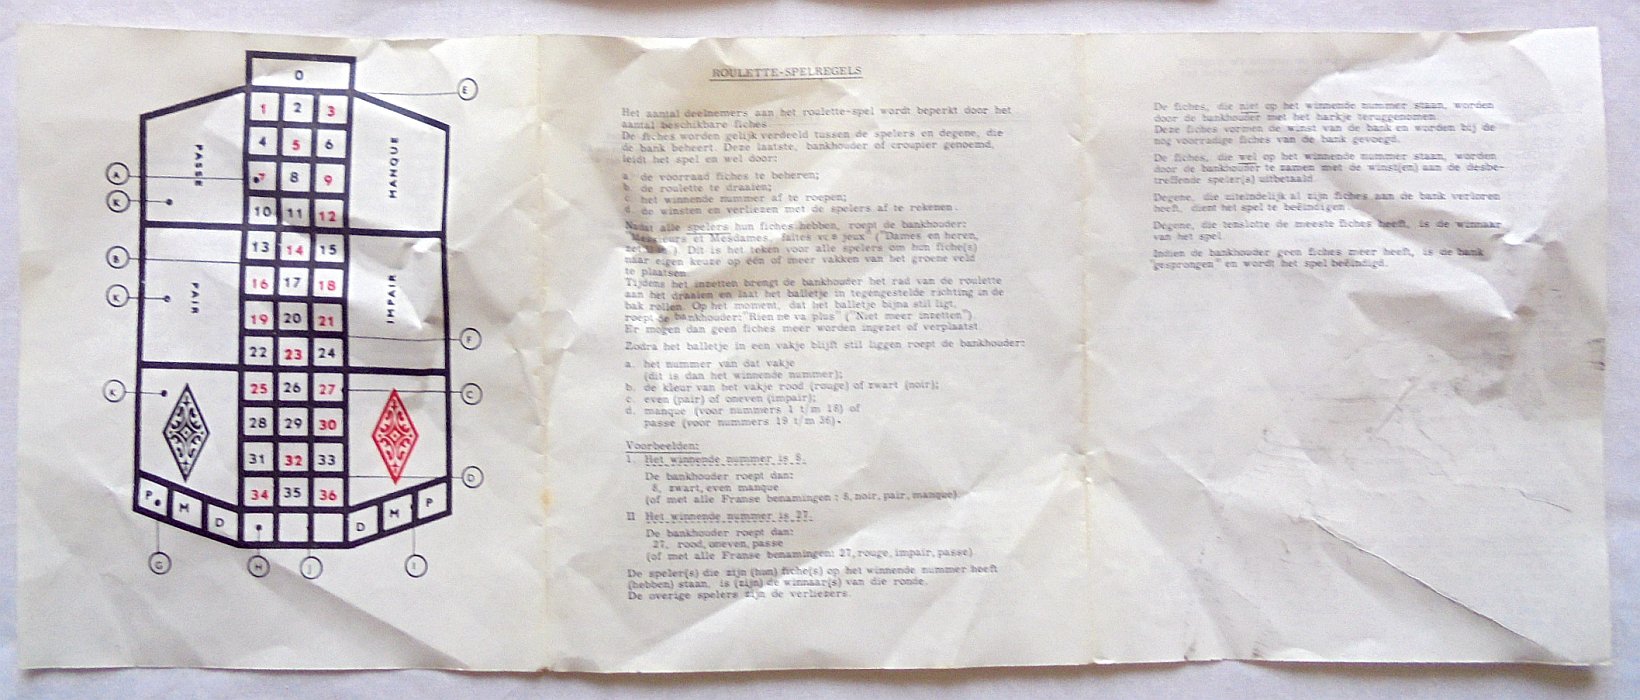 0
E
1 2 3
4 5 6
PASSE
MANQUE
A
7 8 9
K
10 11 12
13 14 15
B
PAIR
IMPAIR
16 17 18
K
19 20 21
F
22 23 24
K
25 26 27
C
28 29 30
31 32 33
D
34 35 36
P M D
D M P
G H J I
ROULETTE-SPELREGELS
Het aantal deelnemers aan het roulette-spel wordt beperkt door het
aantal beschikbare fiches.
De fiches worden gelijk verdeeld tussen de spelers en degene, die
de bank beheert. Deze laatste, bankhouder of croupier genoemd,
leidt het spel en wel door:
a. de voorraad fiches te beheren;
b. de roulette te draaien;
c. het winnende nummer af te roepen;
d. de winsten en verliezen met de spelers af te rekenen.
Nadat alle spelers hun fiches hebben, roept de bankhouder:
"Messieurs et Mesdames, faites vos jeux" ("Dames en heren,
). Dit is het teken voor alle spelers om hun fiche(s)
naar eigen keuze op één of meer vakken van het groene veld
te plaatsen.
Tijdens het inzetten brengt de bankhouder het rad van de roulette
aan het draaien en laat het balletje in tegengestelde richting in de
bak rollen. Op het moment, dat het balletje bijna stil ligt,
roept de bankhouder:"Rien ne va plus" ("Niet meer inzetten").
Er mogen dan geen fiches meer worden ingezet of verplaatst.
Zodra het balletje in een vakje blijft stil liggen roept de bankhouder:
a. het nummer van dat vakje
(dit is dan het winnende nummer);
b. de kleur van het vakje rood (rouge) of zwart (noir);
c. even (pair) of oneven (impair);
d. manque (voor nummers 1 t/m 18) of
passe (voor nummers 19 t/m 36).
Voorbeelden:
I. Het winnende nummer is 8.
De bankhouder roept dan:
8, zwart, even manque
(of met alle Franse benamingen : 8, noir, pair, manque)
II Het winnende nummer is 27.
De bankhouder roept dan:
27, rood, oneven, passe
(of met alle Franse benamingen: 27, rouge, impair, passe)
De speler(s) die zijn (hun) fiche(s) op het winnende nummer heeft
(hebben) staan, is (zijn) de winnaar(s) van die ronde.
De overige spelers zijn de verliezers.
De fiches, die niet op het winnende nummer staan, worden
door de bankhouder met het harkje teruggenomen.
Deze fiches vormen de winst van de bank en worden bij de
nog voorradige fiches van de bank gevoegd.
De fiches, die wel op het winnende nummer staan, worden
door de bankhouder te zamen met de winst(en) aan de desbe-
treffende speler(s) uitbetaald.
Degene, die uiteindelijk al zijn fiches aan de bank verloren
heeft, dient het spel te beëindigen.
Degene, die tenslotte de meeste fiches heeft, is de winnaar
van het spel.
Indien de bankhouder geen fiches meer heeft, is de bank
"gesprongen" en wordt het spel beëindigd.